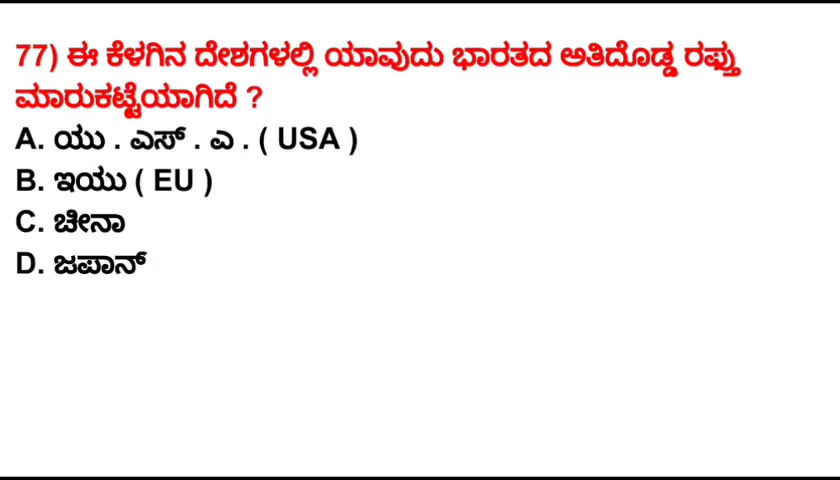 77) ಈ ಕೆಳಗಿನ ದೇಶಗಳಲ್ಲಿ ಯಾವುದು ಭಾರತದ ಅತಿದೊಡ್ಡ ರಫ್ತು
ಮಾರುಕಟ್ಟೆಯಾಗಿದೆ ?
A. ಯು . ಎಸ್ . ಎ . ( USA )
B. ಇಯು ( EU )
C. ಚೀನಾ
D. ಜಪಾನ್